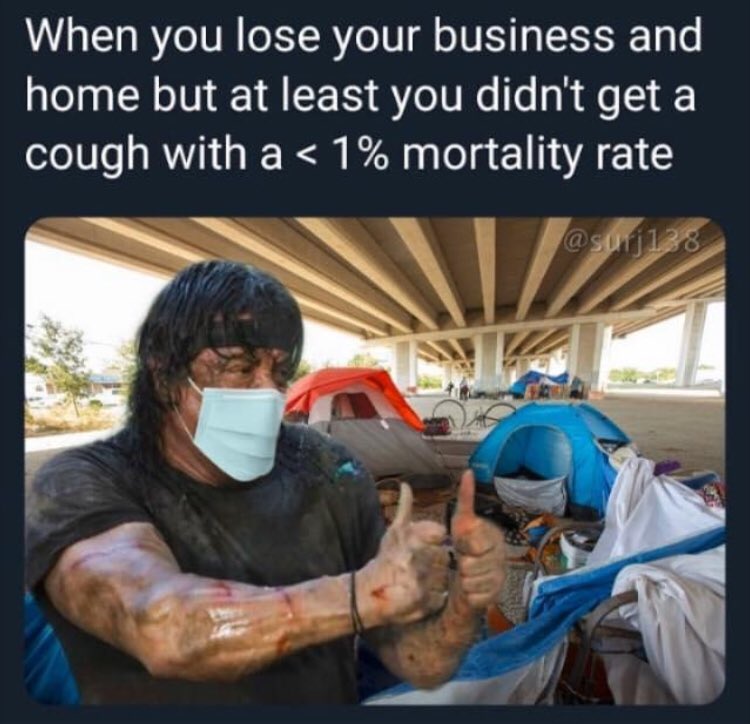 When you lose your business and
home but at least you didn't get a
cough with a < 1% mortality rate
@surj138